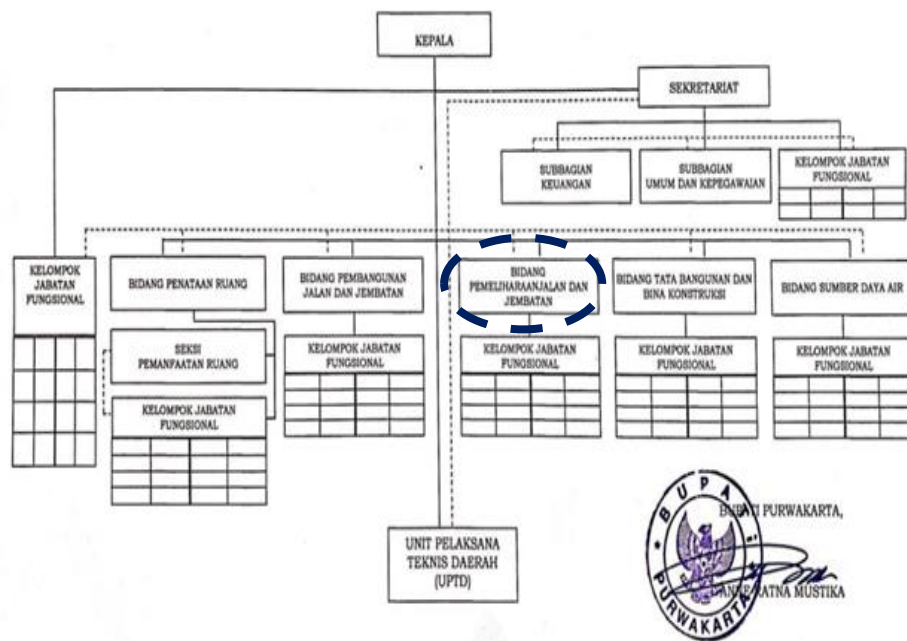 KEPALA
SEKRETARIAT
SUBBAGIAN
KEUANGAN
SUBBAGIAN
UMUM DAN KEPEGAWAIAN
KELOMPOK JABATAN
FUNGSIONAL
KELOMPOK
JABATAN
FUNGSIONAL
BIDANG PENATAAN RUANG
BIDANG PEMBANGUNAN
JALAN DAN JEMBATAN
BIDANG
PEMELIHARAANJALAN DAN
JEMBATAN
BIDANG TATA BANGUNAN DAN
BINA KONSTRUKSI
BIDANG SUMBER DAYA AIR
SEKSI
PEMANFAATAN RUANG
KELOMPOK JABATAN
FUNGSIONAL
KELOMPOK JABATAN
FUNGSIONAL
KELOMPOK JABATAN
FUNGSIONAL
KELOMPOK JABATAN
FUNGSIONAL
KELOMPOK JABATAN
FUNGSIONAL
UNIT PELAKSANA
TEKNIS DAERAH
(UPTD)
BUPATI PURWAKARTA,
ANNE RATNA MUSTIKA
BUPATI
PURWAKARTA